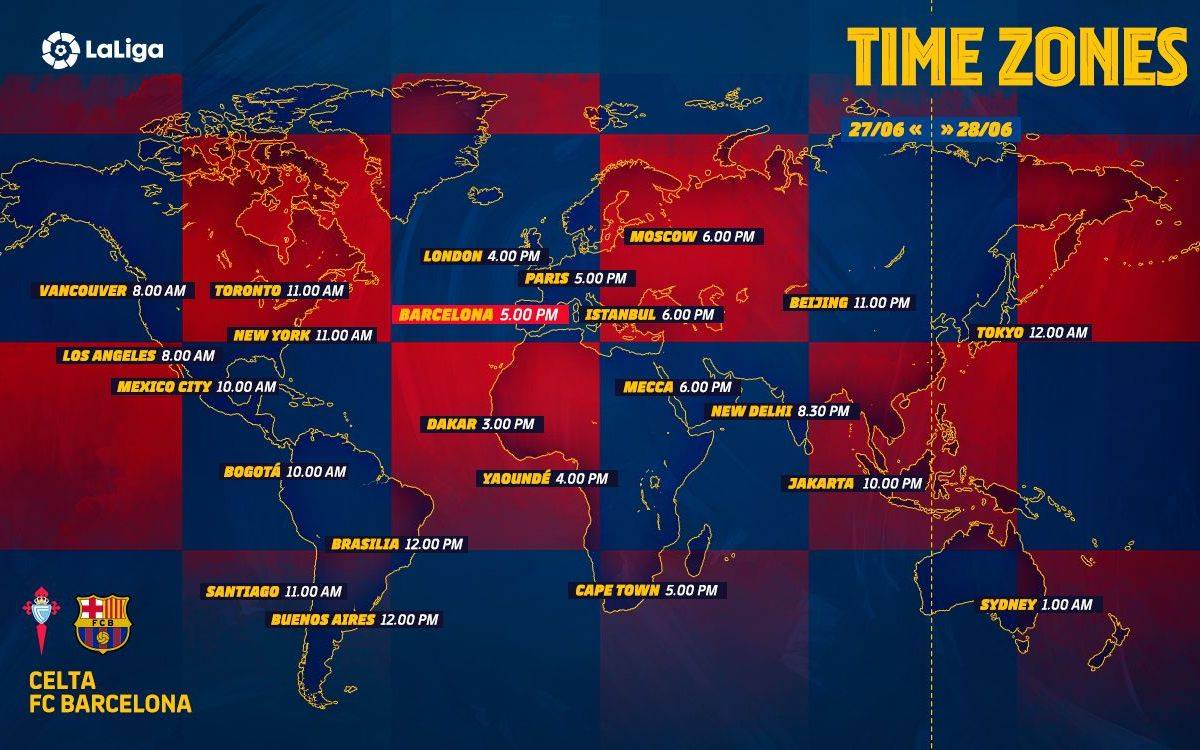 LaLiga
TIME ZONES
27/06 « » 28/06
MOSCOW 6.00 PM
LONDON 4.00 PM
PARIS 5.00 PM
VANCOUVER 8.00 AM
TORONTO 11.00 AM
BEIJING 11.00 PM
BARCELONA 5.00 PM
ISTANBUL 6.00 PM
NEW YORK 11.00 AM
TOKYO 12.00 AM
LOS ANGELES 8.00 AM
MEXICO CITY 10.00 AM
MECCA 6.00 PM
NEW DELHI 8.30 PM
DAKAR 3.00 PM
BOGOTÁ 10.00 AM
YAOUNDÉ 4.00 PM
JAKARTA 10.00 PM
BRASILIA 12.00 PM
SANTIAGO 11.00 AM
CAPE TOWN 5.00 PM
SYDNEY 1.00 AM
BUENOS AIRES 12.00 PM
FCB
CELTA
FC BARCELONA